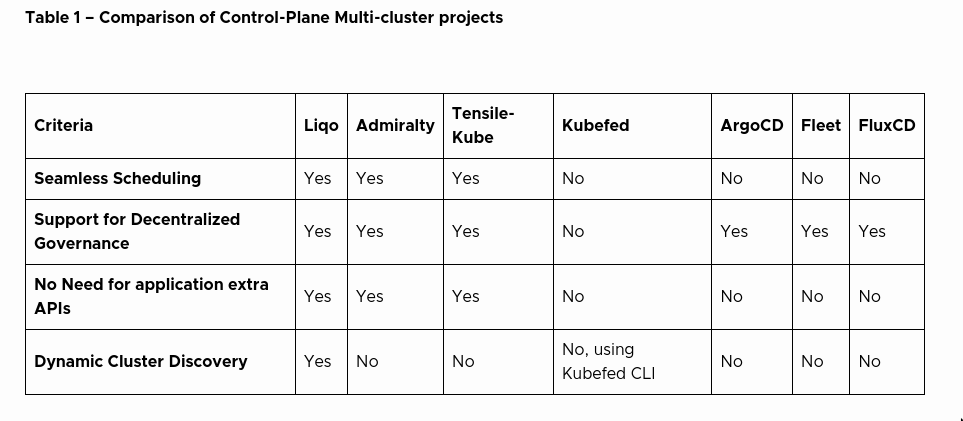 Table 1 – Comparison of Control-Plane Multi-cluster projects
Criteria Liqo Admiralty Tensile-Kube Kubefed ArgoCD Fleet FluxCD
Seamless Scheduling Yes Yes Yes No No No No
Support for Decentralized Governance Yes Yes Yes No Yes Yes Yes
No Need for application extra APIs Yes Yes Yes No No No No
Dynamic Cluster Discovery Yes No No No, using Kubefed CLI No No No